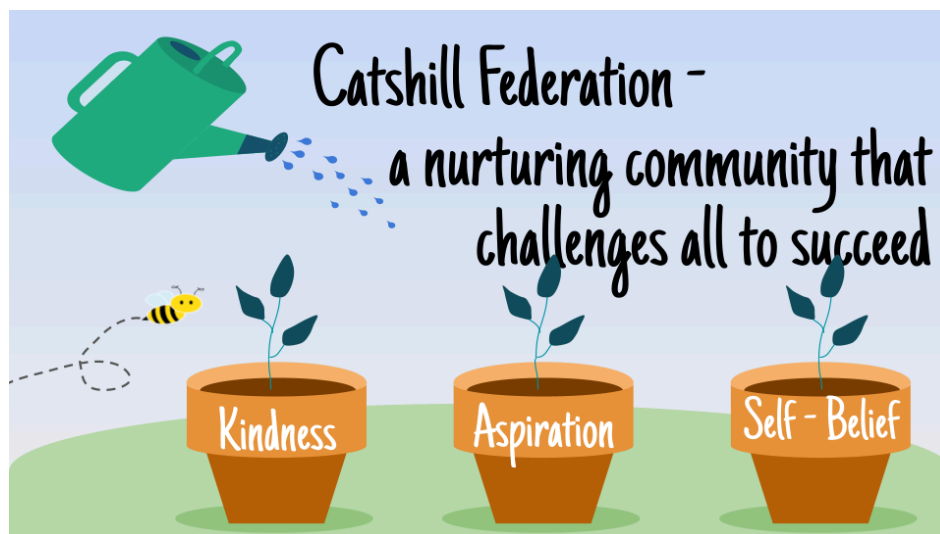 Catshill Federation -
a nurturing community that
challenges all to succeed
Kindness
Aspiration
Self - Belief